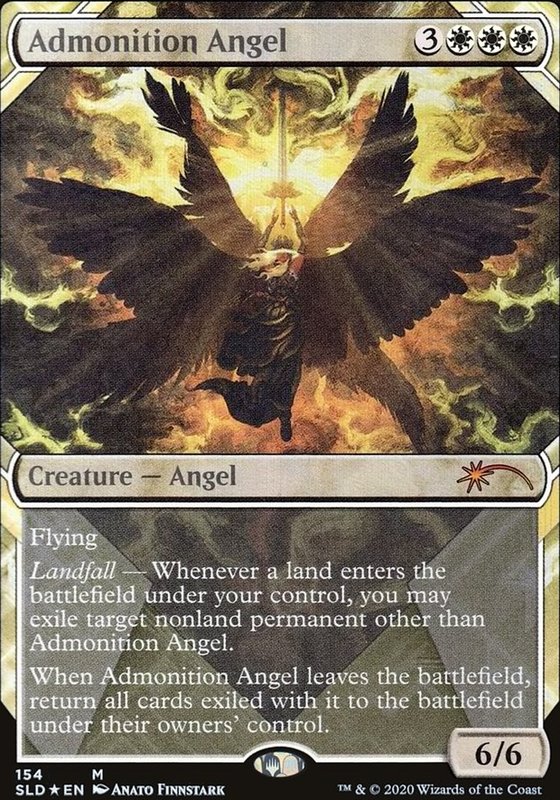 Admonition Angel 3
Creature — Angel
Flying
Landfall — Whenever a land enters the
battlefield under your control, you may
exile target nonland permanent other than
Admonition Angel.
When Admonition Angel leaves the battlefield,
return all cards exiled with it to the battlefield
under their owners’ control.
6/6
154 M
SLD★EN Anato Finnstark
™ & © 2020 Wizards of the Coast